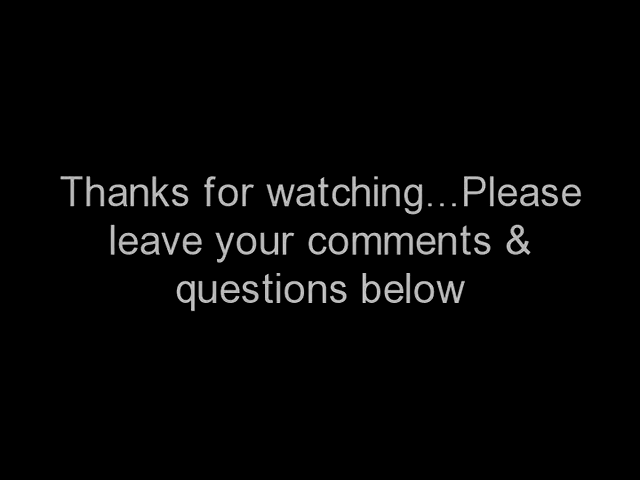 Thanks for watching...Please
leave your comments &
questions below